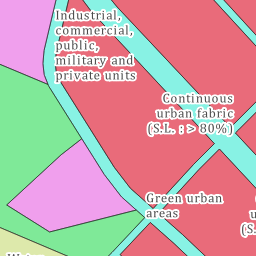 Industrial,
commercial,
public,
military and
private units
Continuous
urban fabric
(S.L. : > 80%)
Green urban
areas
C
(S.